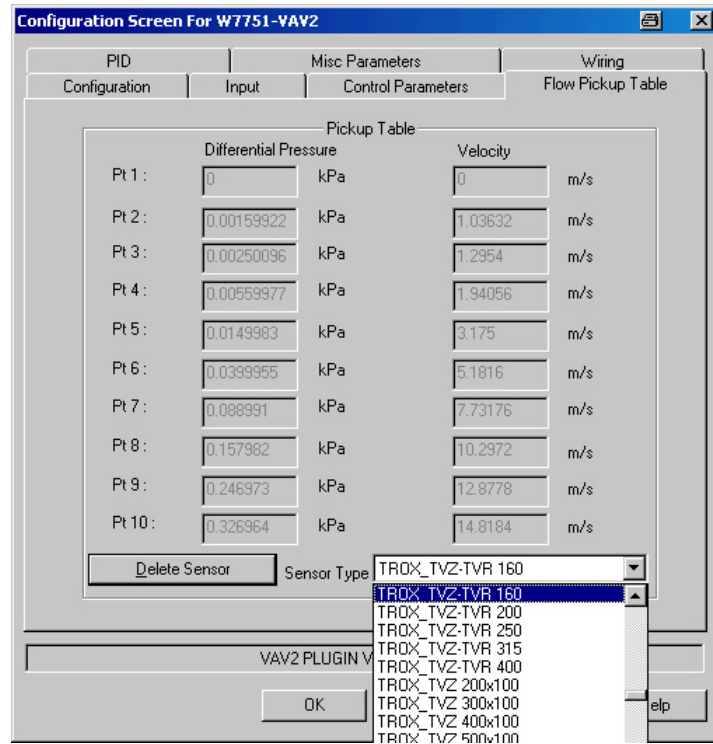 Configuration Screen For W7751-VAV2
PID Misc Parameters Wiring
Configuration Input Control Parameters Flow Pickup Table
Pickup Table
Differential Pressure Velocity
Pt 1 : 0 kPa 0 m/s
Pt 2 : 0.00159922 kPa 1.03632 m/s
Pt 3 : 0.00250096 kPa 1.2954 m/s
Pt 4 : 0.00559977 kPa 1.94056 m/s
Pt 5 : 0.0149983 kPa 3.175 m/s
Pt 6 : 0.0399955 kPa 5.1816 m/s
Pt 7 : 0.088991 kPa 7.73176 m/s
Pt 8 : 0.157982 kPa 10.2972 m/s
Pt 9 : 0.246973 kPa 12.8778 m/s
Pt 10 : 0.326964 kPa 14.8184 m/s
Delete Sensor Sensor Type TROX_TVZ-TVR 160
TROX_TVZ-TVR 160
TROX_TVZ-TVR 200
TROX_TVZ-TVR 250
TROX_TVZ-TVR 315
TROX_TVZ-TVR 400
TROX_TVZ 200x100
TROX_TVZ 300x100
TROX_TVZ 400x100
TROX_TVZ 500x100
VAV2 PLUGIN V
OK elp